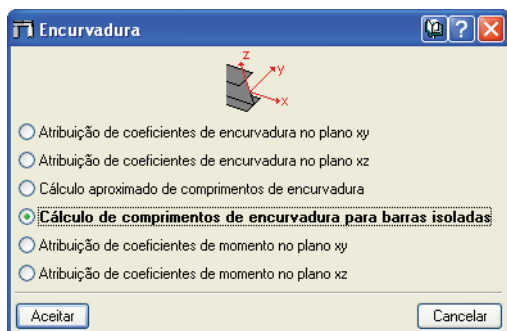 Encurvadura
z
y
x
Atribuição de coeficientes de encurvadura no plano xy
Atribuição de coeficientes de encurvadura no plano xz
Cálculo aproximado de comprimentos de encurvadura
Cálculo de comprimentos de encurvadura para barras isoladas
Atribuição de coeficientes de momento no plano xy
Atribuição de coeficientes de momento no plano xz
Aceitar
Cancelar